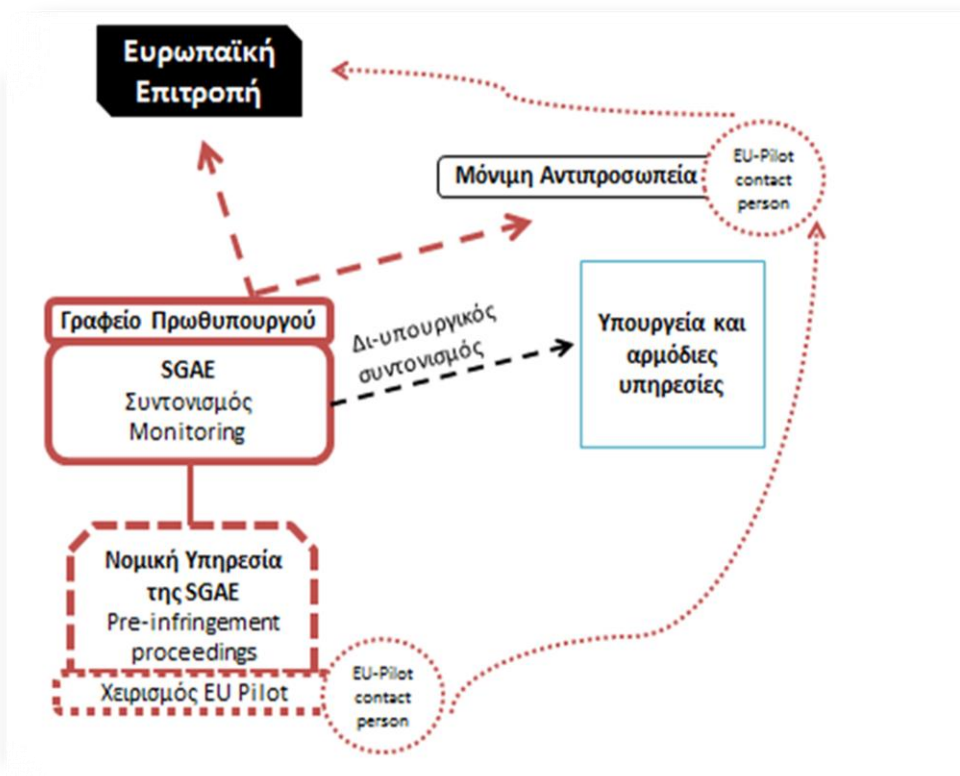 Ευρωπαϊκή
Επιτροπή
Μόνιμη Αντιπροσωπεία
EU-Pilot
contact
person
Γραφείο Πρωθυπουργού
SGAE
Συντονισμός
Monitoring
Δι-υπουργικός
συντονισμός
Υπουργεία και
αρμόδιες
υπηρεσίες
Νομική Υπηρεσία
της SGAE
Pre-infringement
proceedings
Χειρισμός EU Pilot
EU-Pilot
contact
person